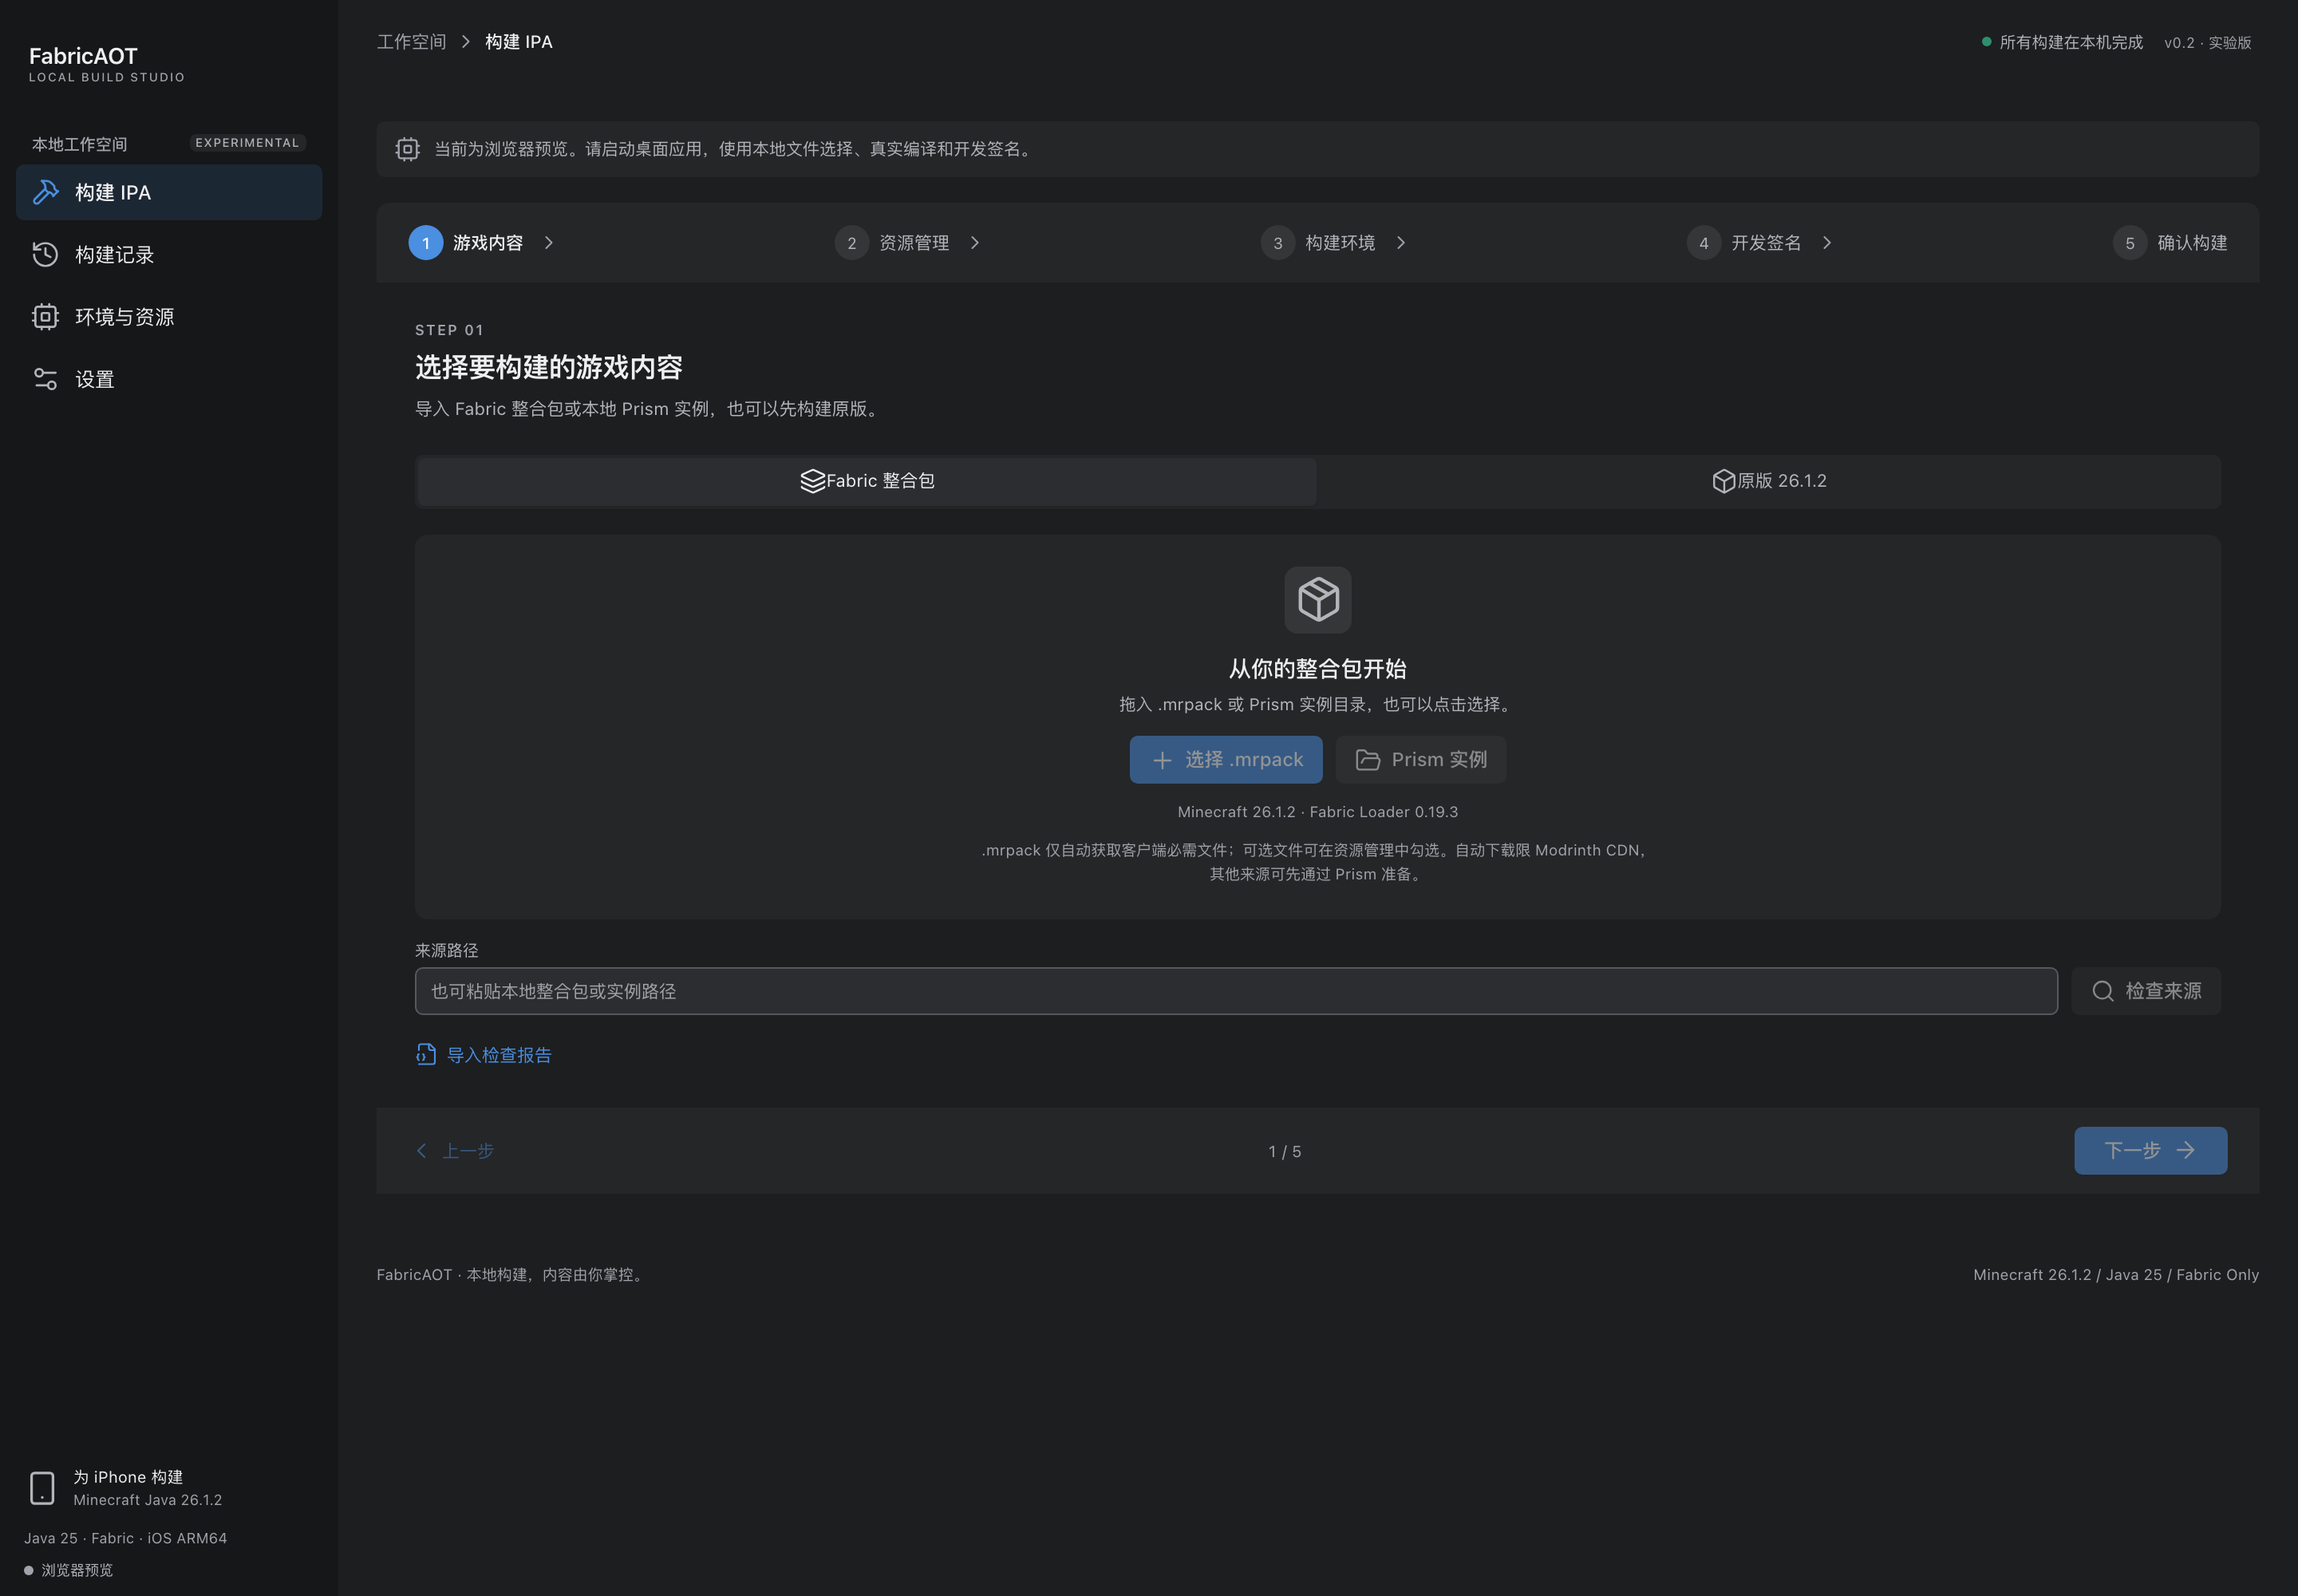 FabricAOT
LOCAL BUILD STUDIO
本地工作空间 EXPERIMENTAL
构建 IPA
构建记录
环境与资源
设置
为 iPhone 构建
Minecraft Java 26.1.2
Java 25 · Fabric · iOS ARM64
浏览器预览
工作空间 > 构建 IPA
所有构建在本机完成 v0.2 · 实验版
当前为浏览器预览。请启动桌面应用，使用本地文件选择、真实编译和开发签名。
1 游戏内容 2 资源管理 3 构建环境 4 开发签名 5 确认构建
STEP 01
选择要构建的游戏内容
导入 Fabric 整合包或本地 Prism 实例，也可以先构建原版。
Fabric 整合包 原版 26.1.2
从你的整合包开始
拖入 .mrpack 或 Prism 实例目录，也可以点击选择。
选择 .mrpack Prism 实例
Minecraft 26.1.2 · Fabric Loader 0.19.3
.mrpack 仅自动获取客户端必需文件；可选文件可在资源管理中勾选。自动下载限 Modrinth CDN，
其他来源可先通过 Prism 准备。
来源路径
也可粘贴本地整合包或实例路径 检查来源
导入检查报告
上一步 1 / 5 下一步
FabricAOT · 本地构建，内容由你掌控。 Minecraft 26.1.2 / Java 25 / Fabric Only